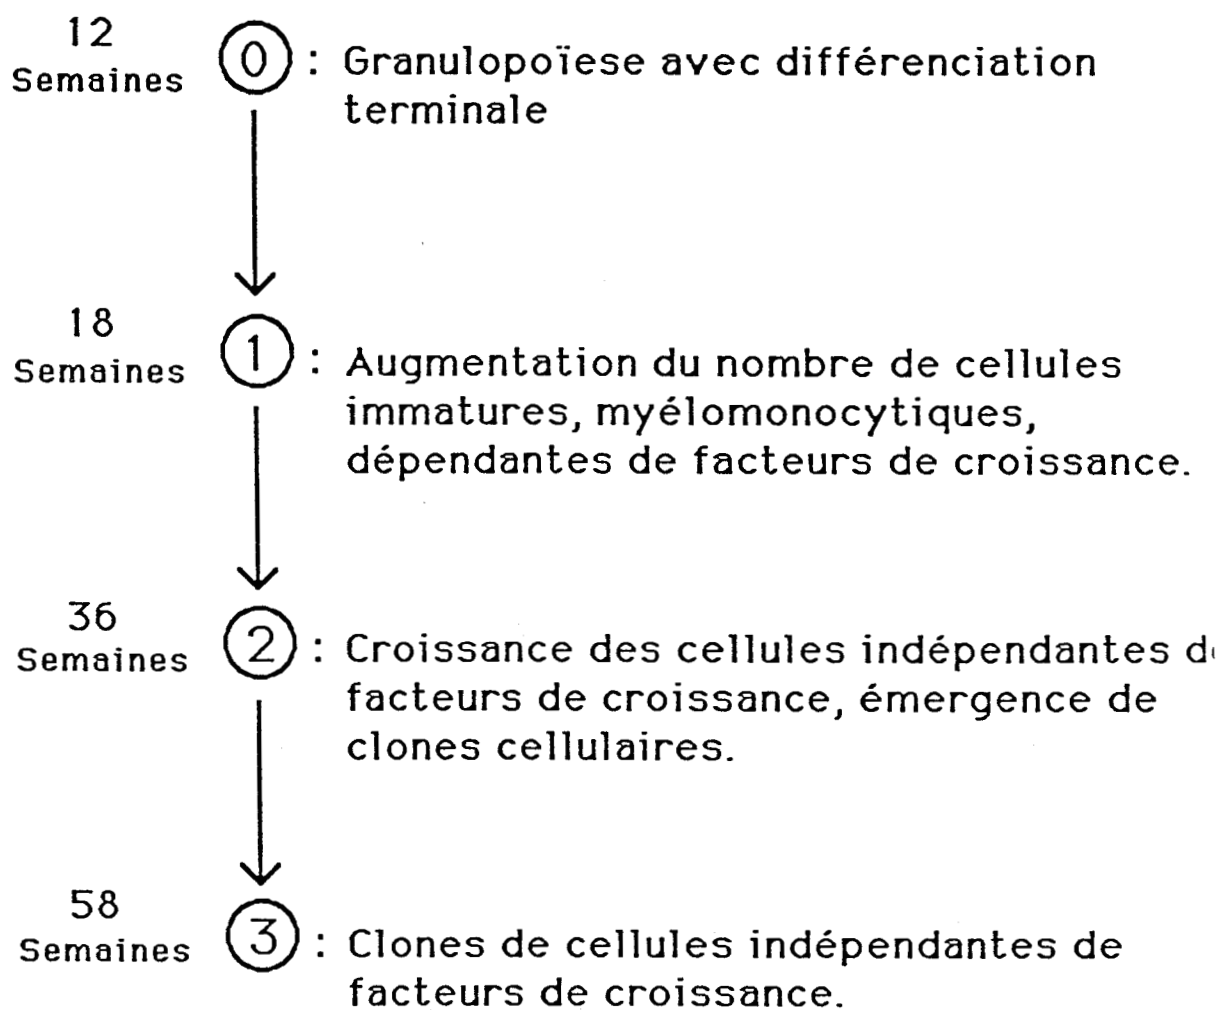 12
Semaines
0 : Granulopoïese avec différenciation
terminale
18
Semaines
1 : Augmentation du nombre de cellules
immatures, myélomonocytiques,
dépendantes de facteurs de croissance.
36
Semaines
2 : Croissance des cellules indépendantes
facteurs de croissance, émergence de
clones cellulaires.
58
Semaines
3 : Clones de cellules indépendantes de
facteurs de croissance.